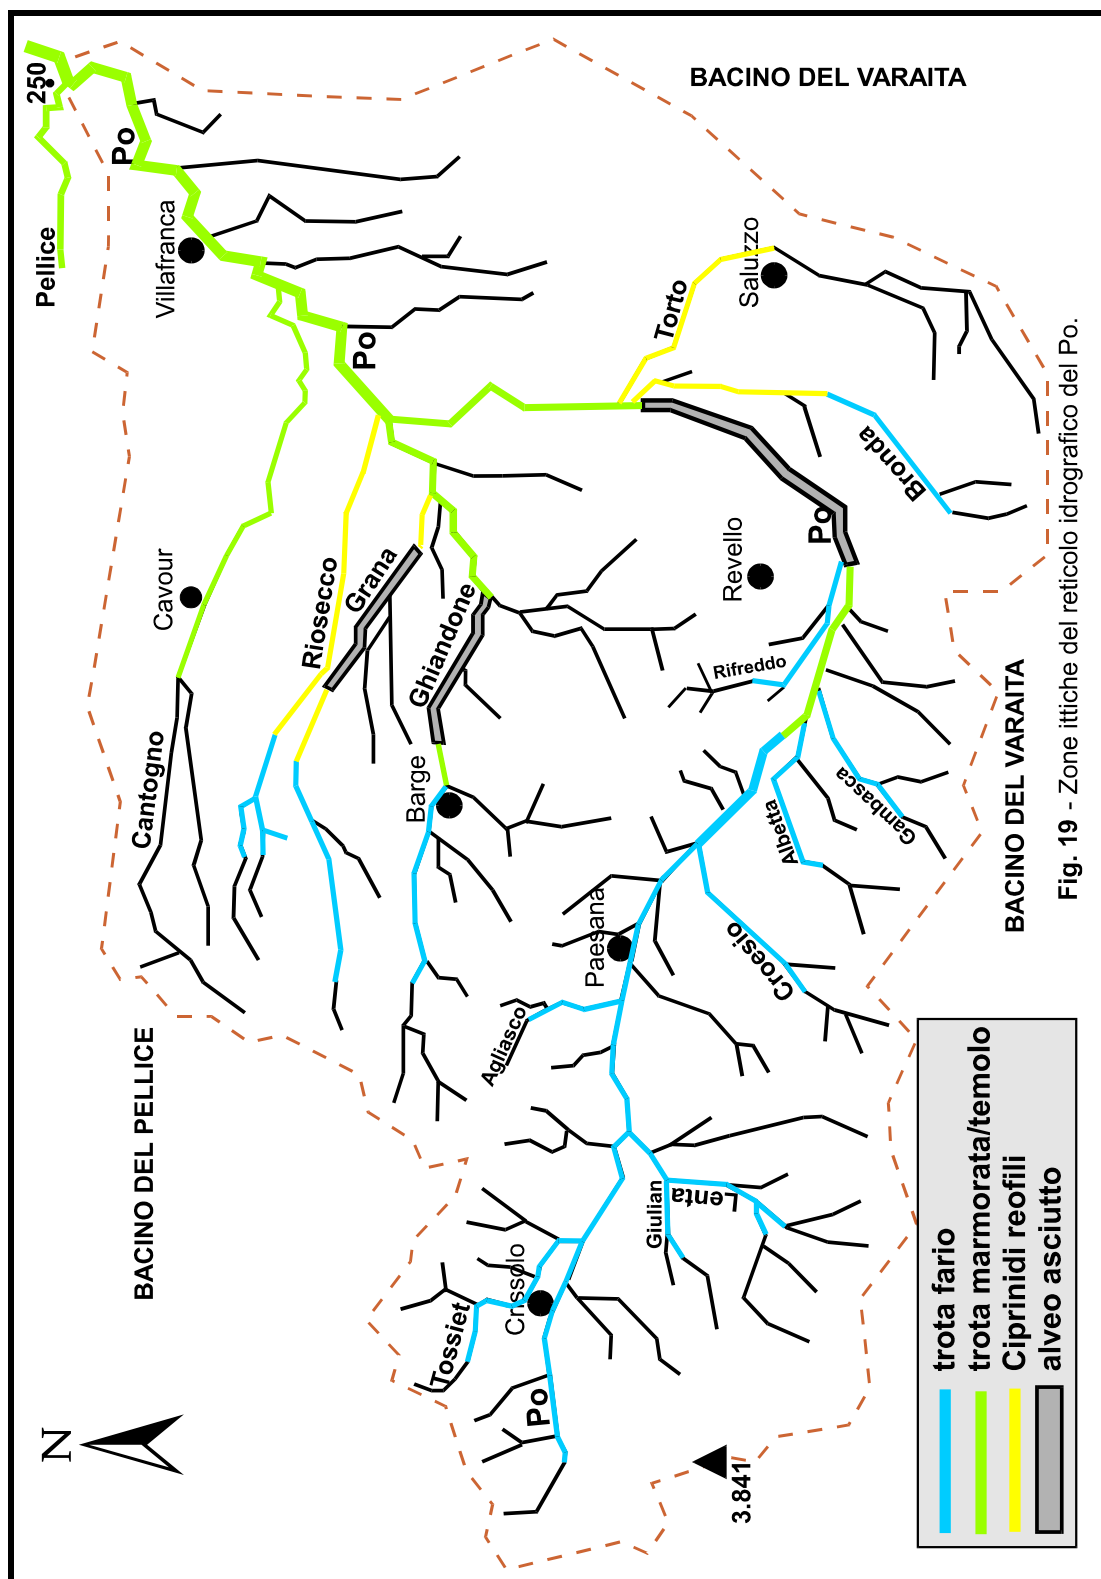 N
BACINO DEL PELLICE
BACINO DEL VARAITA
BACINO DEL VARAITA
250
3.841
Pellice
Po
Villafranca
Cavour
Cantogno
Po
Riosecco
Grana
Ghiandone
Barge
Torto
Saluzzo
Bronda
Po
Revello
Rifreddo
Gambasca
Albetta
Croesio
Paesana
Agliasco
Giulian
Lenta
Crissolo
Tossiet
Po
trota fario
trota marmorata/temolo
Ciprinidi reofili
alveo asciutto
Fig. 19 - Zone ittiche del reticolo idrografico del Po.